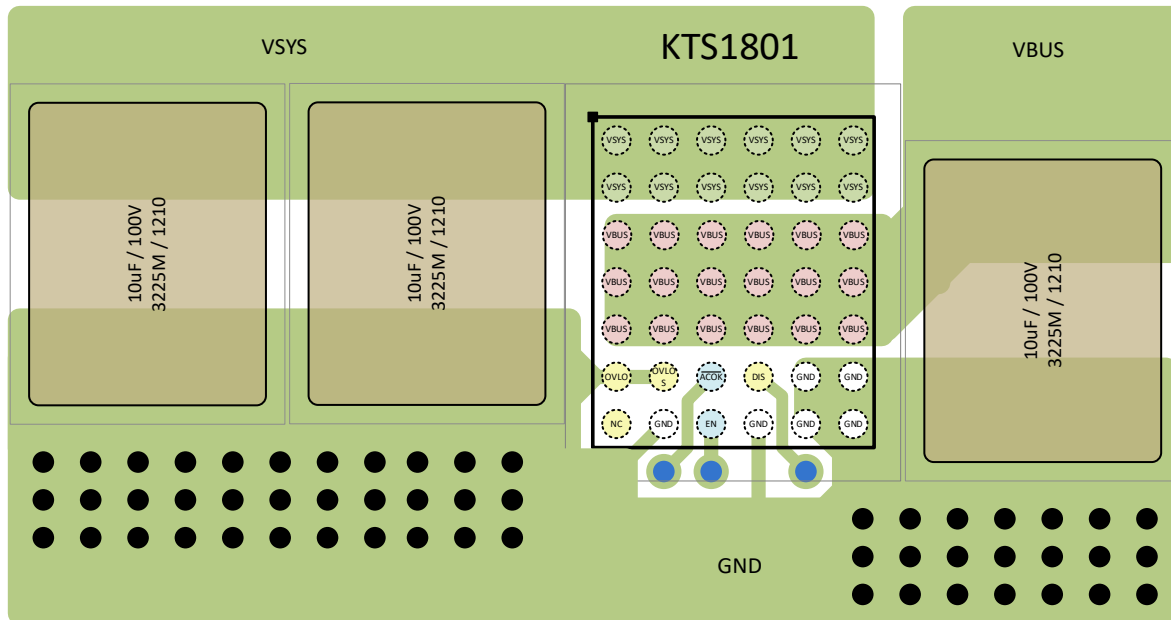 VSYS
KTS1801
VBUS
10uF / 100V
3225M / 1210
10uF / 100V
3225M / 1210
10uF / 100V
3225M / 1210
VSYS VSYS VSYS VSYS VSYS VSYS
VSYS VSYS VSYS VSYS VSYS VSYS
VBUS VBUS VBUS VBUS VBUS VBUS
VBUS VBUS VBUS VBUS VBUS VBUS
VBUS VBUS VBUS VBUS VBUS VBUS
OVLO OVLO
S ACOK DIS GND GND
NC GND EN GND GND GND
GND